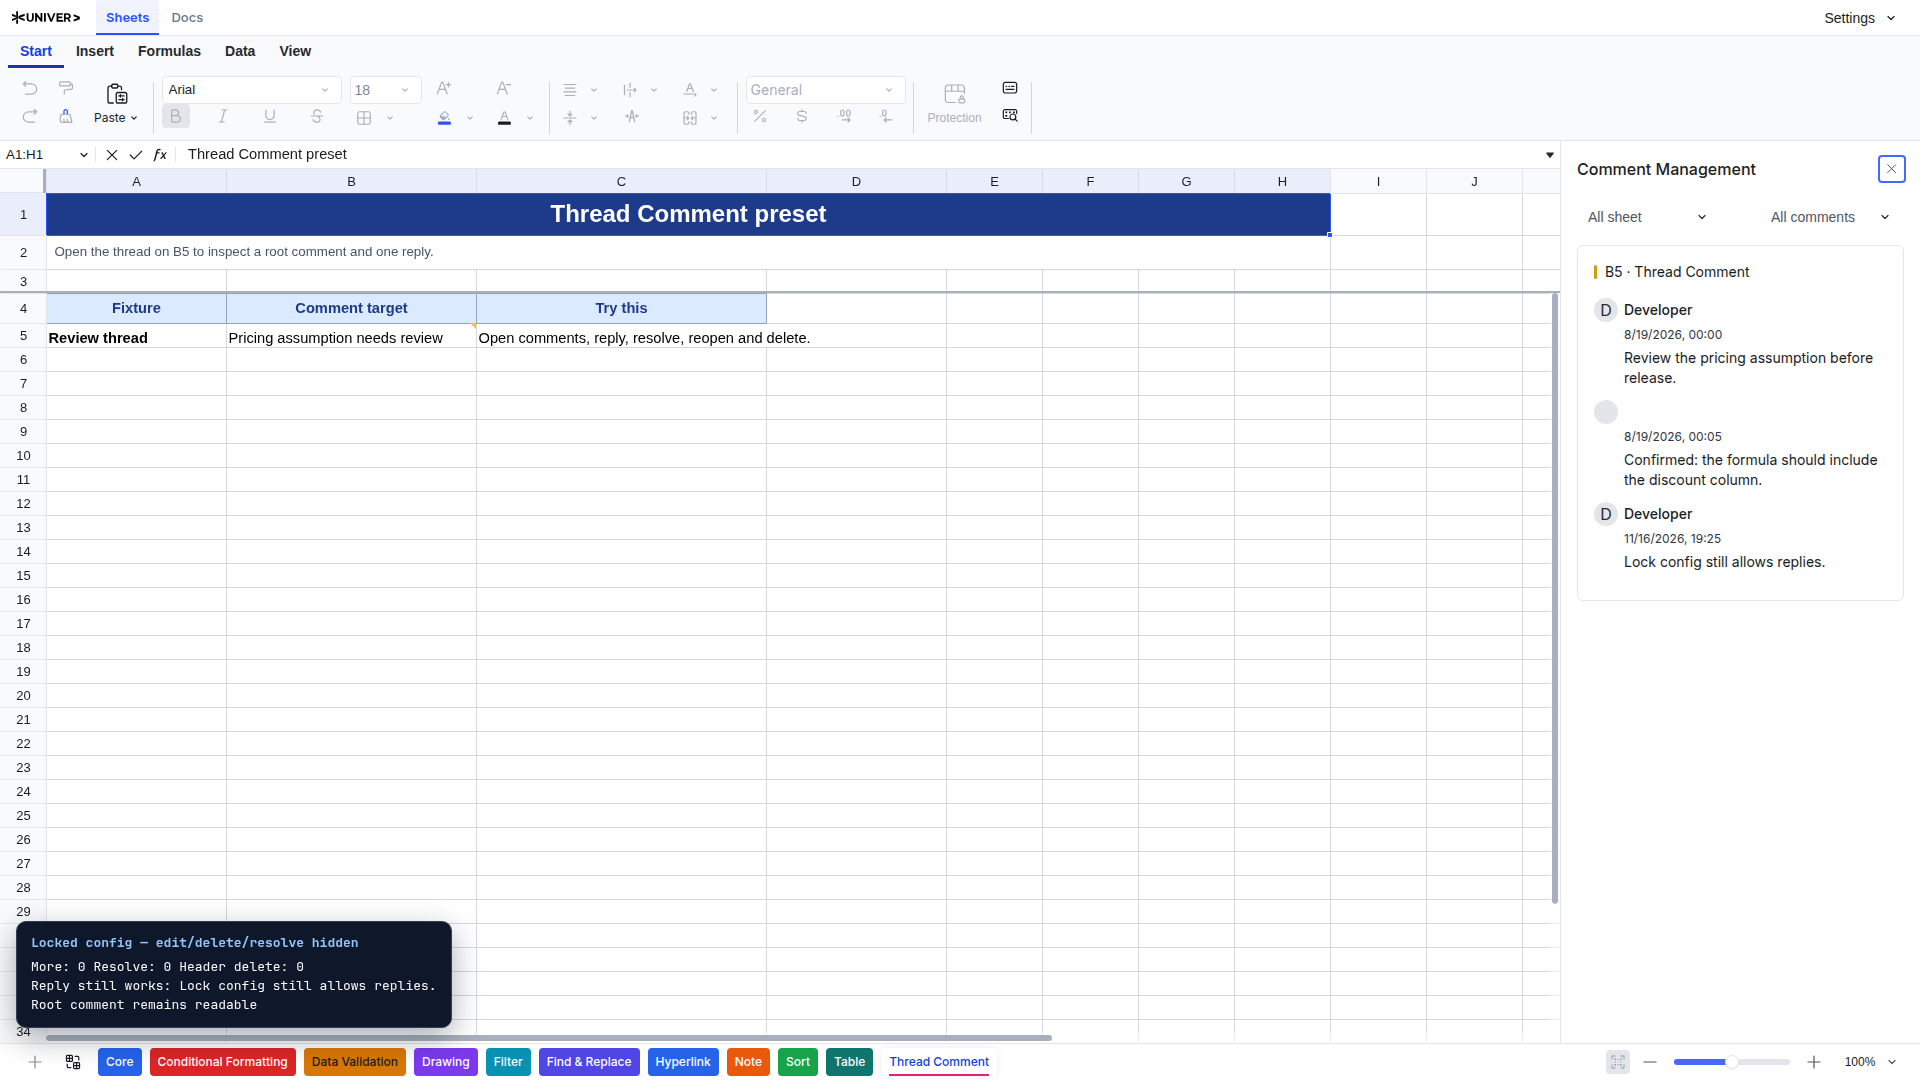 UNIVER
Sheets
Docs
Settings
Start
Insert
Formulas
Data
View
Paste
Arial
18
General
Protection
A1:H1
fx
Thread Comment preset
A B C D E F G H I J
1 Thread Comment preset
2 Open the thread on B5 to inspect a root comment and one reply.
3
4 Fixture Comment target Try this
5 Review thread Pricing assumption needs review Open comments, reply, resolve, reopen and delete.
6
7
8
9
10
11
12
13
14
15
16
17
18
19
20
21
22
23
24
25
26
27
28
29
34
Locked config — edit/delete/resolve hidden
More: 0 Resolve: 0 Header delete: 0
Reply still works: Lock config still allows replies.
Root comment remains readable
Comment Management
All sheet
All comments
B5 · Thread Comment
D Developer
8/19/2026, 00:00
Review the pricing assumption before
release.
8/19/2026, 00:05
Confirmed: the formula should include
the discount column.
D Developer
11/16/2026, 19:25
Lock config still allows replies.
Core
Conditional Formatting
Data Validation
Drawing
Filter
Find & Replace
Hyperlink
Note
Sort
Table
Thread Comment
100%